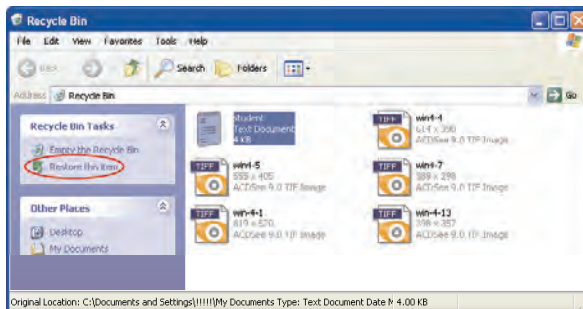 Recycle Bin
File Edit View Favorites Tools Help
Back Search Folders
Address Recycle Bin Go
Recycle Bin Tasks
Empty the Recycle Bin
Restore this item
Other Places
Desktop
My Documents
student
Text Document
4 KB
win4-4
614 x 390
ACDSee 9.0 TIF Image
win4-5
555 x 405
ACDSee 9.0 TIF Image
win4-7
389 x 298
ACDSee 9.0 TIF Image
win-4-1
819 x 570
ACDSee 9.0 TIF Image
win-4-13
398 x 357
ACDSee 9.0 TIF Image
TIFF
TIFF
TIFF
TIFF
TIFF
Original Location: C:\Documents and Settings\!!!!!\My Documents Type: Text Document Date M 4.00 KB